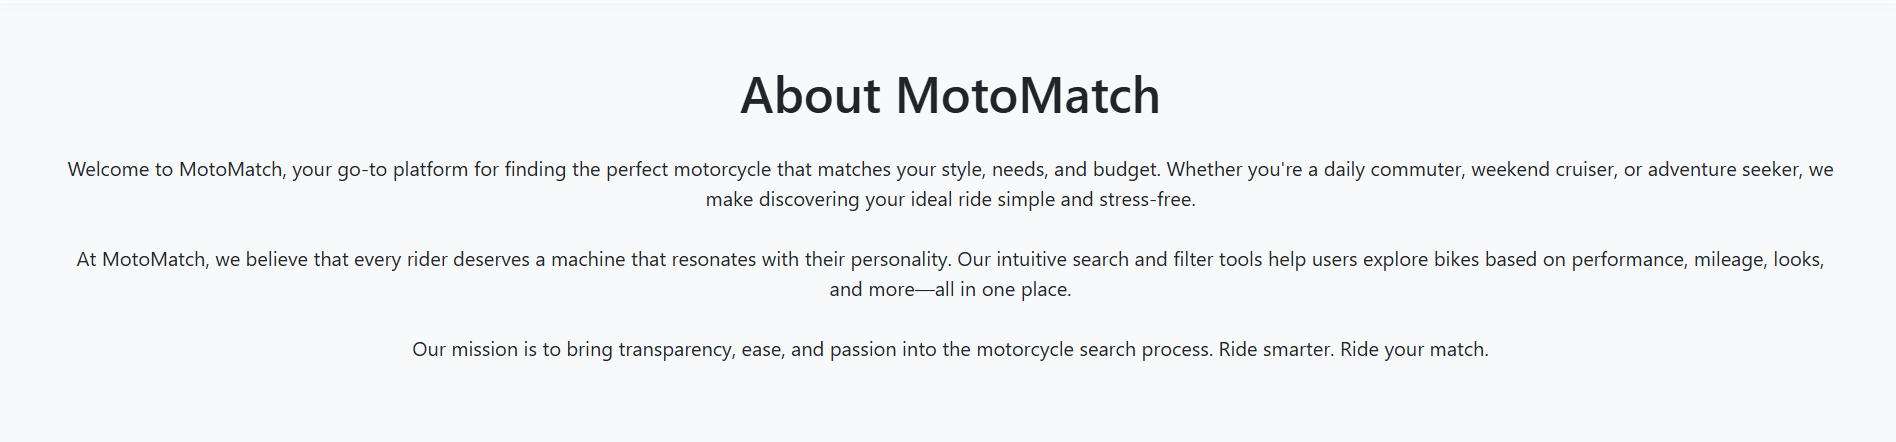 About MotoMatch
Welcome to MotoMatch, your go-to platform for finding the perfect motorcycle that matches your style, needs, and budget. Whether you're a daily commuter, weekend cruiser, or adventure seeker, we
make discovering your ideal ride simple and stress-free.
At MotoMatch, we believe that every rider deserves a machine that resonates with their personality. Our intuitive search and filter tools help users explore bikes based on performance, mileage, looks,
and more—all in one place.
Our mission is to bring transparency, ease, and passion into the motorcycle search process. Ride smarter. Ride your match.